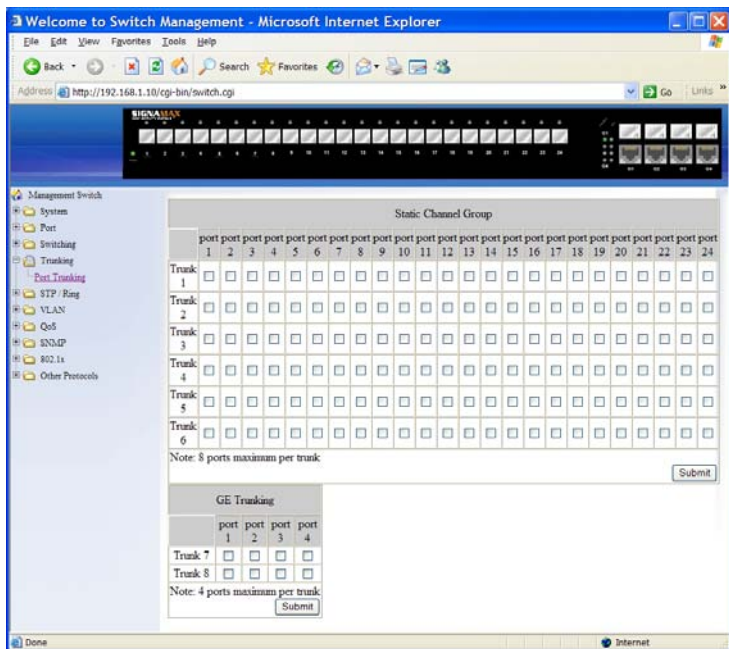 Welcome to Switch Management - Microsoft Internet Explorer
File Edit View Favorites Tools Help
Back Search Favorites
Address http://192.168.1.10/cgi-bin/switch.cgi Go Links »
SIGNAMAX
Management Switch
System
Port
Switching
Trunking
Port Trunking
STP / Ring
VLAN
QoS
SNMP
802.1x
Other Protocols
Static Channel Group
port 1 port 2 port 3 port 4 port 5 port 6 port 7 port 8 port 9 port 10 port 11 port 12 port 13 port 14 port 15 port 16 port 17 port 18 port 19 port 20 port 21 port 22 port 23 port 24
Trunk 1
Trunk 2
Trunk 3
Trunk 4
Trunk 5
Trunk 6
Note: 8 ports maximum per trunk
Submit
GE Trunking
port 1 port 2 port 3 port 4
Trunk 7
Trunk 8
Note: 4 ports maximum per trunk
Submit
Done Internet